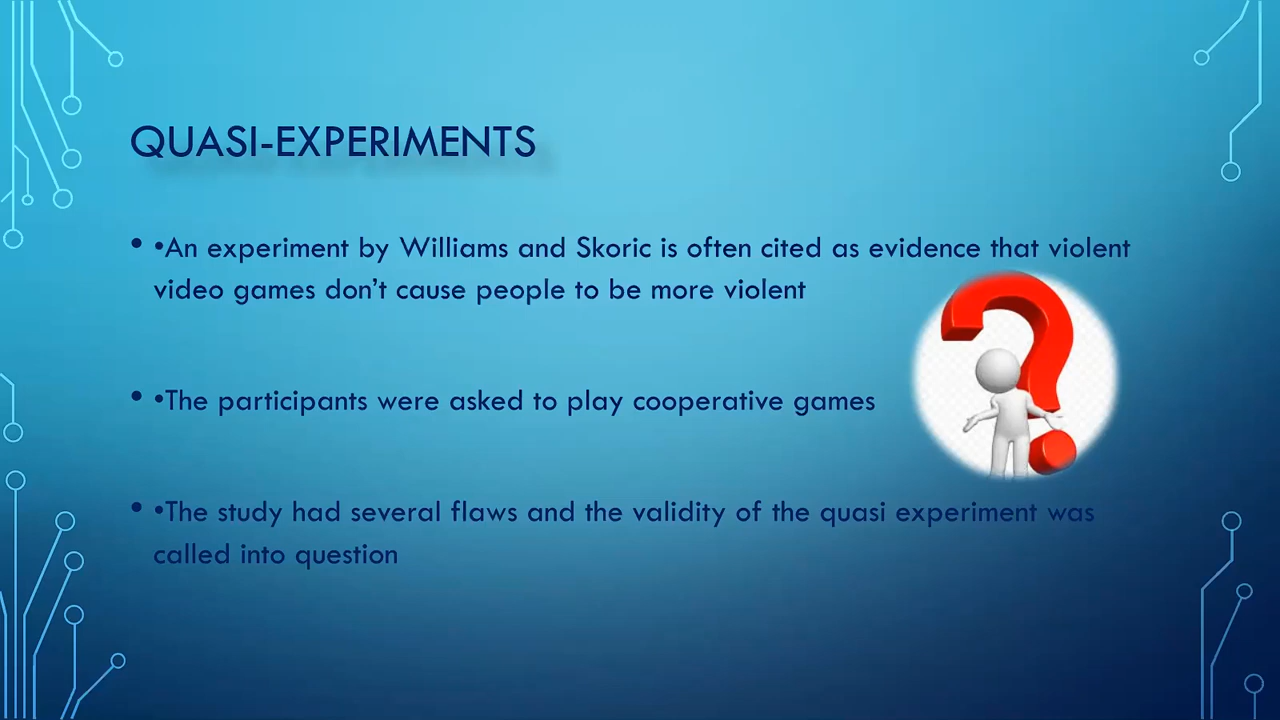 QUASI-EXPERIMENTS
• •An experiment by Williams and Skoric is often cited as evidence that violent
video games don’t cause people to be more violent
• •The participants were asked to play cooperative games
• •The study had several flaws and the validity of the quasi experiment was
called into question